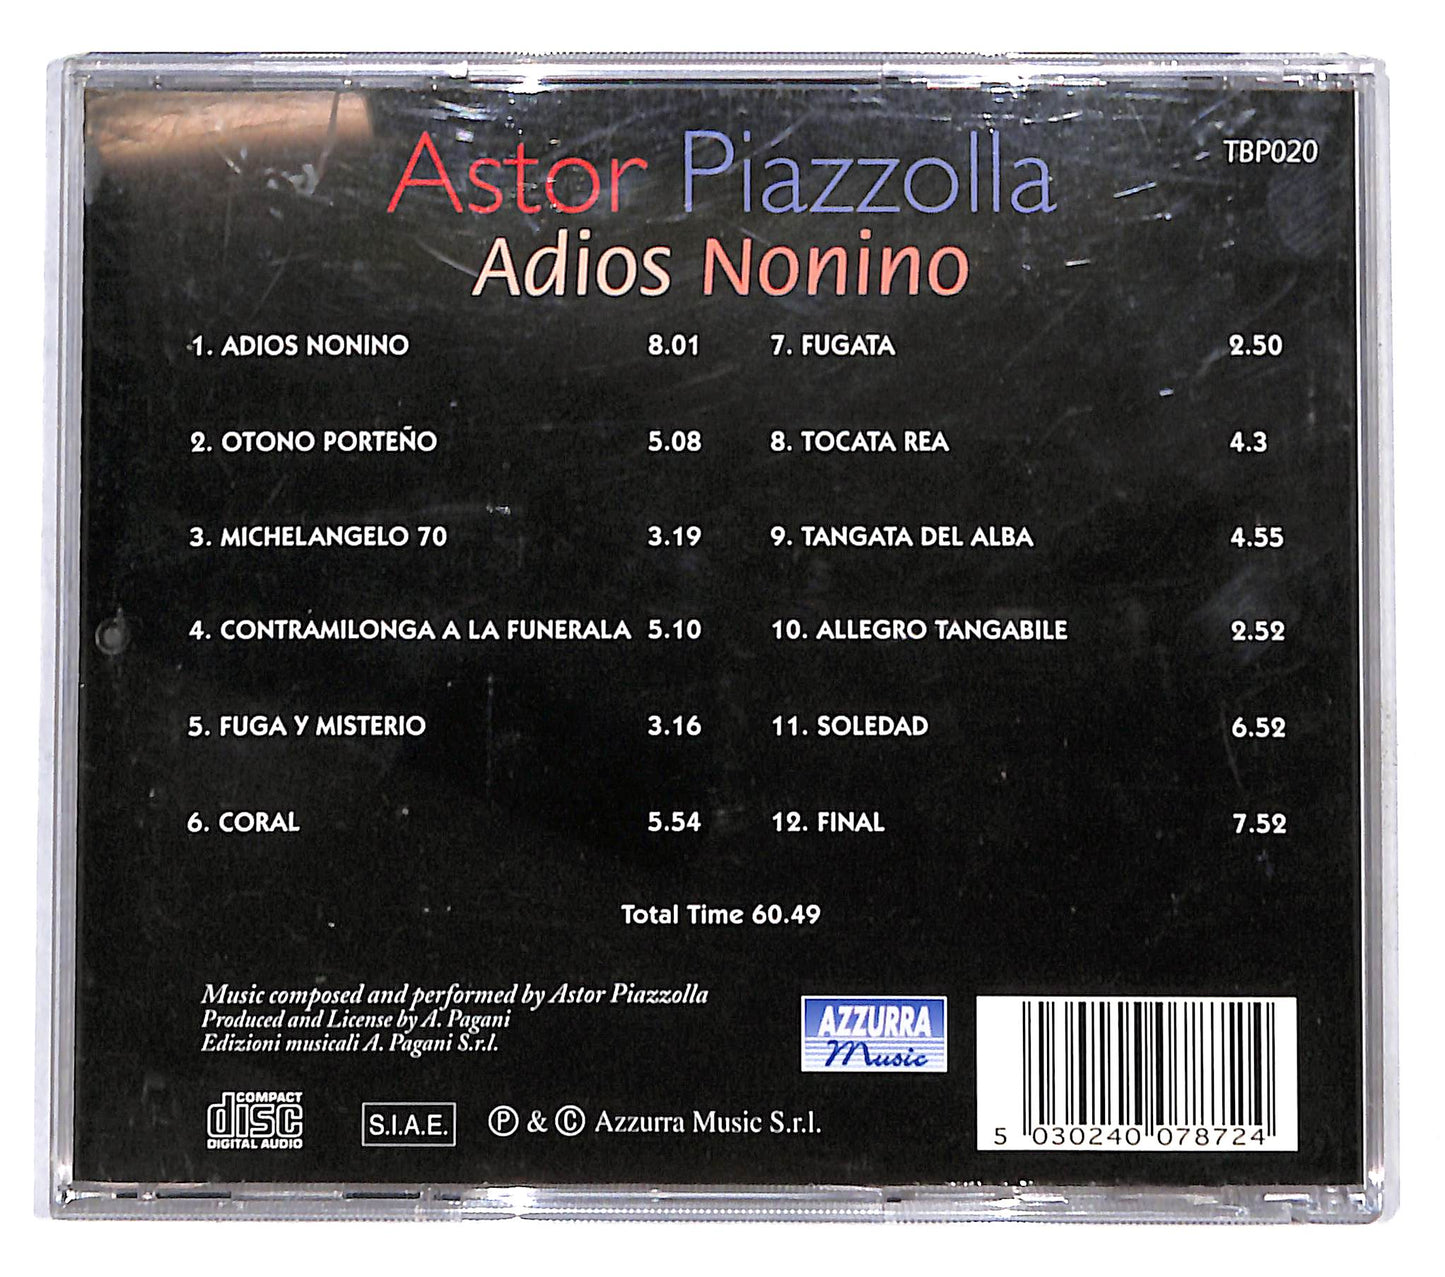 Astor Piazzolla
TBP020
Adios Nonino
1. ADIOS NONINO 8.01
2. OTONO PORTEÑO 5.08
3. MICHELANGELO 70 3.19
4. CONTRAMILONGA A LA FUNERALA 5.10
5. FUGA Y MISTERIO 3.16
6. CORAL 5.54
7. FUGATA 2.50
8. TOCATA REA 4.3
9. TANGATA DEL ALBA 4.55
10. ALLEGRO TANGABILE 2.52
11. SOLEDAD 6.52
12. FINAL 7.52
Total Time 60.49
Music composed and performed by Astor Piazzolla
Produced and License by A. Pagani
Edizioni musicali A. Pagani S.r.l.
AZZURRA
Music
COMPACT
disc
DIGITAL AUDIO
S.I.A.E.
Ⓟ & © Azzurra Music S.r.l.
5 030240 078724